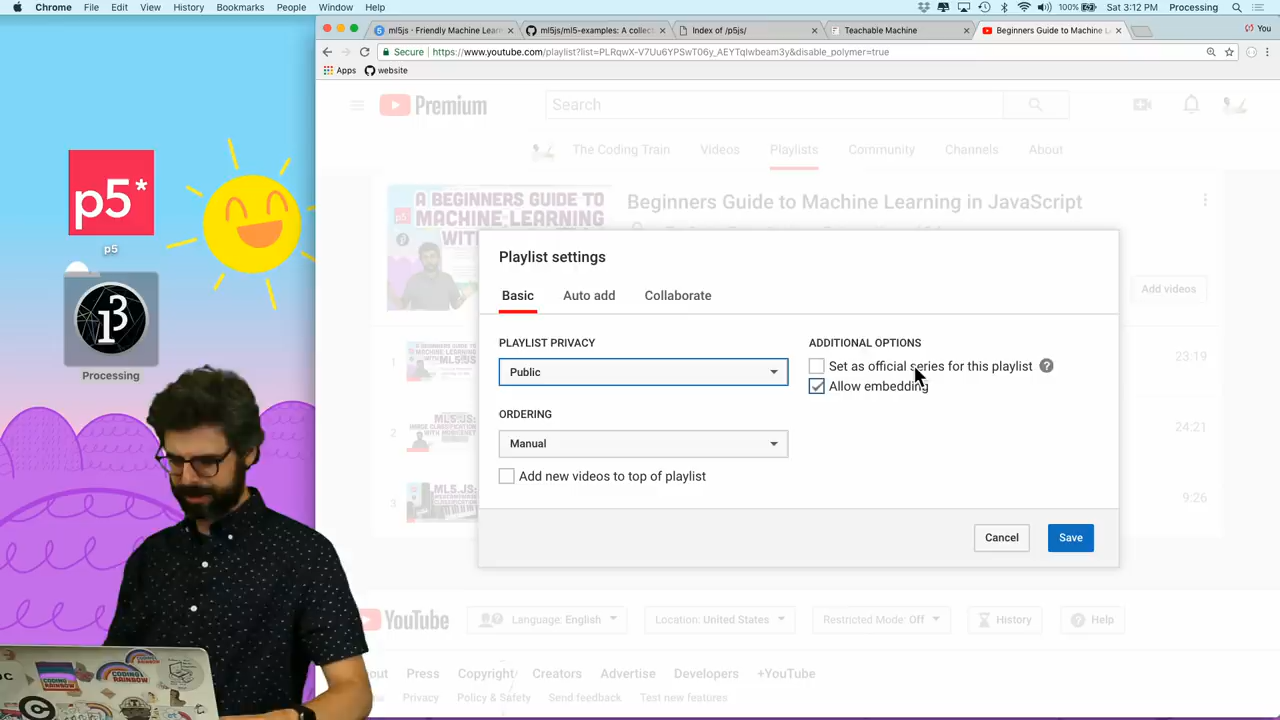 Chrome File Edit View History Bookmarks People Window Help 100% Sat 3:12 PM Processing
ml5js - Friendly Machine Lear
ml5js/ml5-examples: A collect
Index of /p5js/
Teachable Machine
Beginners Guide to Machine L
You
Secure https://www.youtube.com/playlist?list=PLRqwX-V7Uu6YPSwT06y_AEYTqIwbeam3y&disable_polymer=true
Apps website
Premium
Search
The Coding Train Videos Playlists Community Channels About
A BEGINNERS GUIDE TO
MACHINE LEARNING
Beginners Guide to Machine Learning in JavaScript
p5*
p5
Processing
Add videos
Playlist settings
Basic Auto add Collaborate
PLAYLIST PRIVACY
Public
ORDERING
Manual
Add new videos to top of playlist
ADDITIONAL OPTIONS
Set as official series for this playlist ?
Allow embedding
Cancel Save
1 23:19
2 24:21
3 9:26
YouTube Language: English Location: United States Restricted Mode: Off History Help
out Press Copyright Creators Advertise Developers +YouTube
Privacy Policy & Safety Send feedback Test new features
CODING
RAINBOW